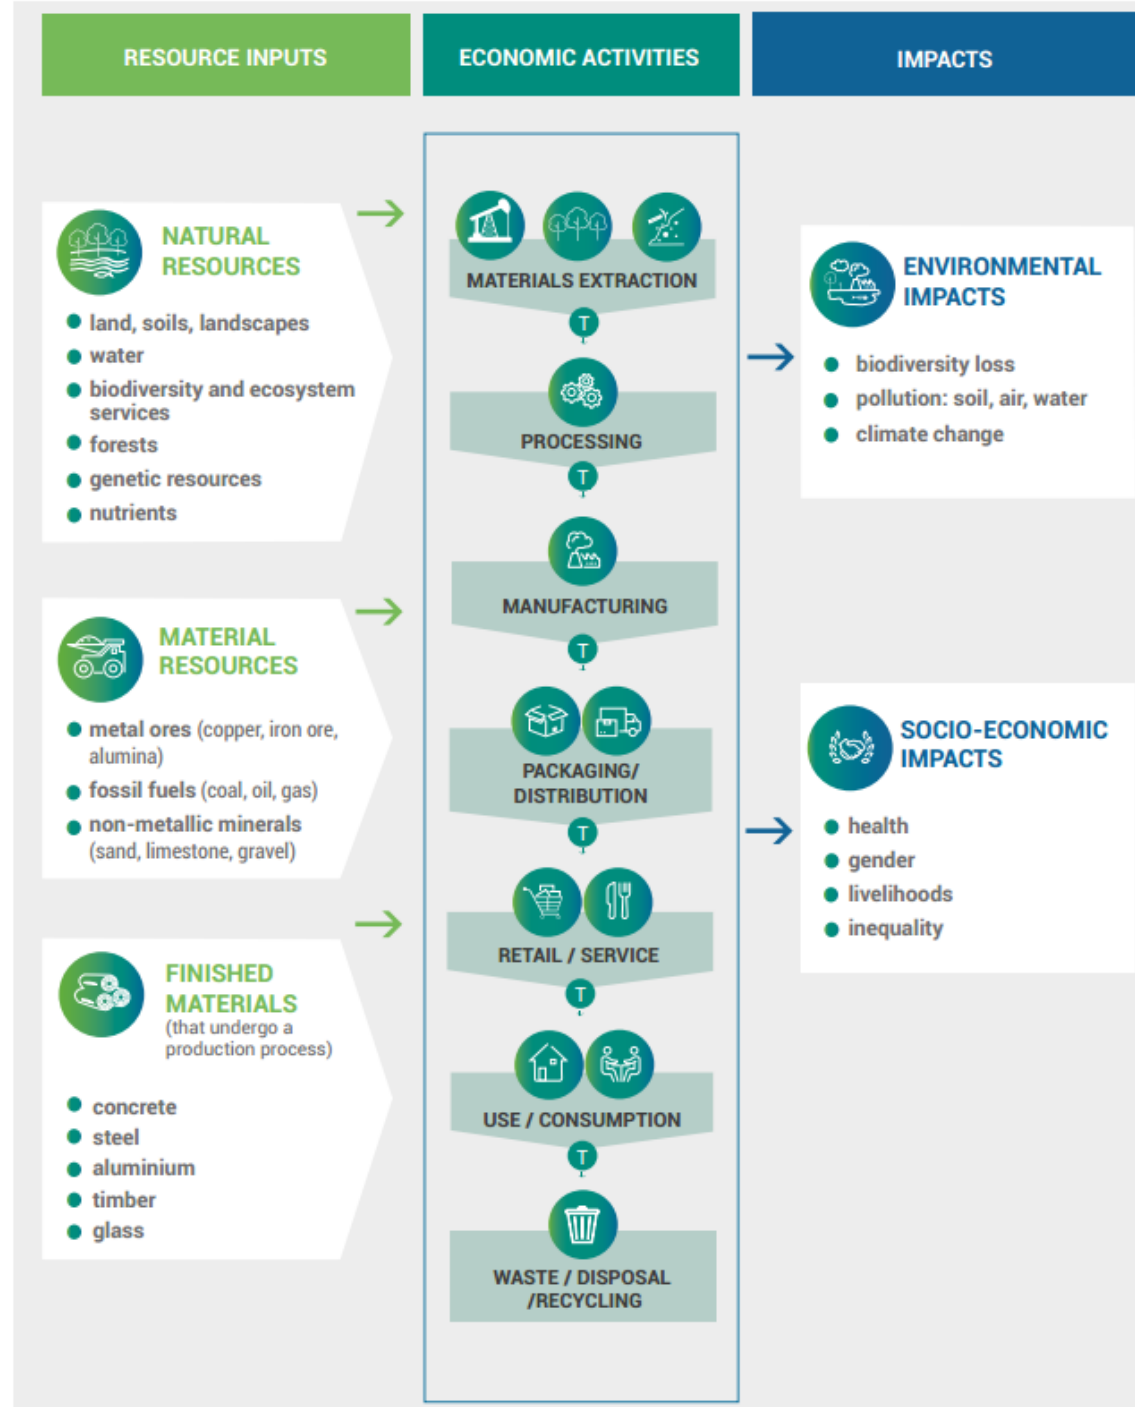 RESOURCE INPUTS
ECONOMIC ACTIVITIES
IMPACTS
NATURAL
RESOURCES
land, soils, landscapes
water
biodiversity and ecosystem
services
forests
genetic resources
nutrients
MATERIAL
RESOURCES
metal ores (copper, iron ore,
alumina)
fossil fuels (coal, oil, gas)
non-metallic minerals
(sand, limestone, gravel)
FINISHED
MATERIALS
(that undergo a
production process)
concrete
steel
aluminium
timber
glass
MATERIALS EXTRACTION
T
PROCESSING
T
MANUFACTURING
T
PACKAGING/
DISTRIBUTION
T
RETAIL / SERVICE
T
USE / CONSUMPTION
T
WASTE / DISPOSAL
/RECYCLING
ENVIRONMENTAL
IMPACTS
biodiversity loss
pollution: soil, air, water
climate change
SOCIO-ECONOMIC
IMPACTS
health
gender
livelihoods
inequality